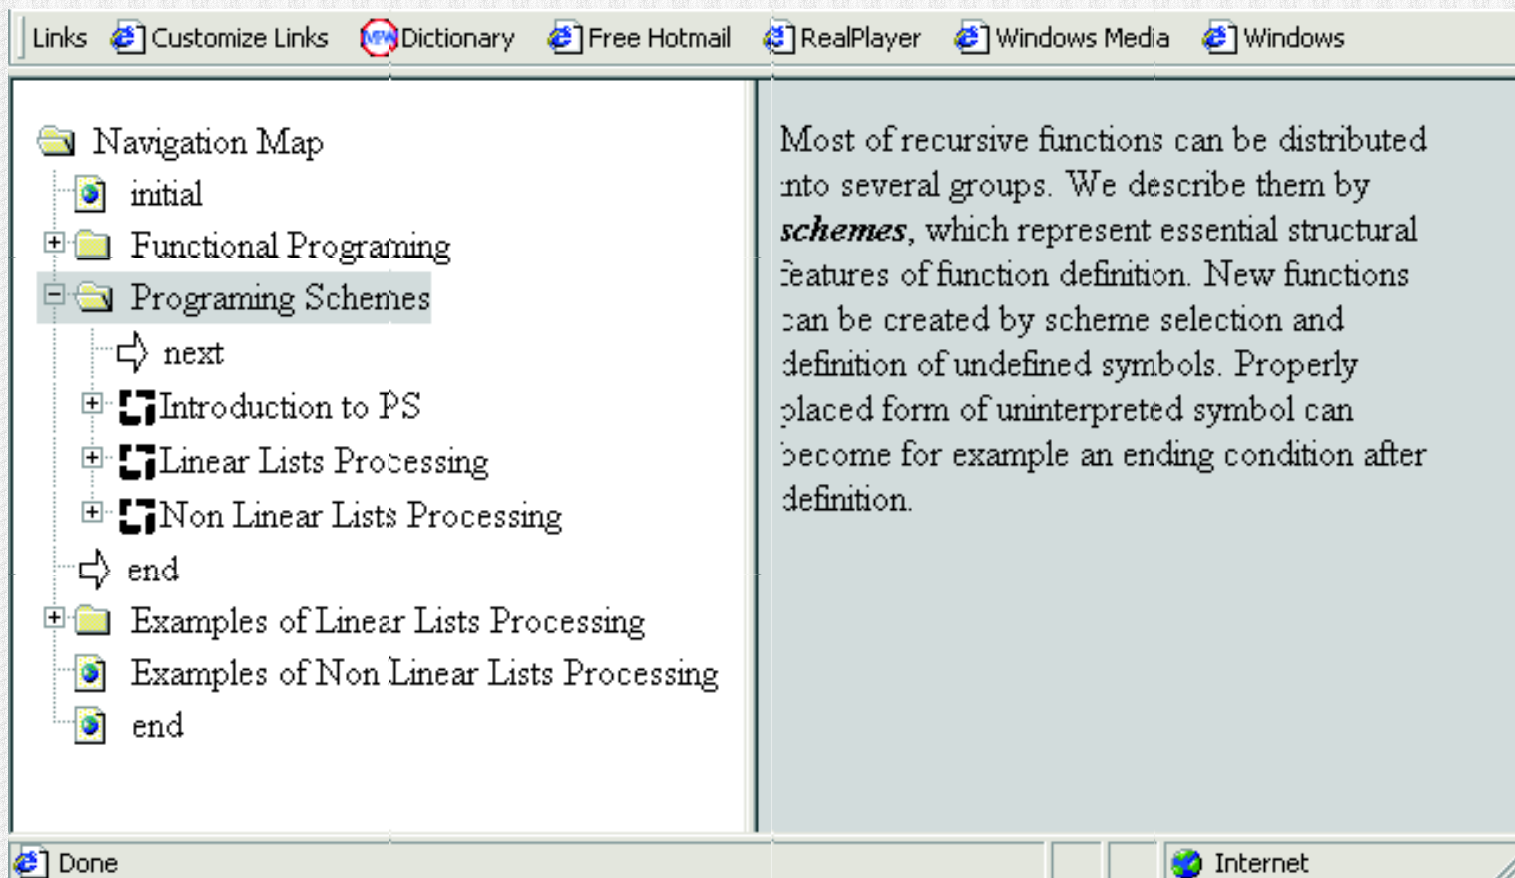 Links Customize Links Dictionary Free Hotmail RealPlayer Windows Media Windows
Navigation Map
initial
Functional Programing
Programing Schemes
next
Introduction to PS
Linear Lists Processing
Non Linear Lists Processing
end
Examples of Linear Lists Processing
Examples of Non Linear Lists Processing
end
Most of recursive functions can be distributed
into several groups. We describe them by
schemes, which represent essential structural
features of function definition. New functions
can be created by scheme selection and
definition of undefined symbols. Properly
placed form of uninterpreted symbol can
become for example an ending condition after
definition.
Done Internet